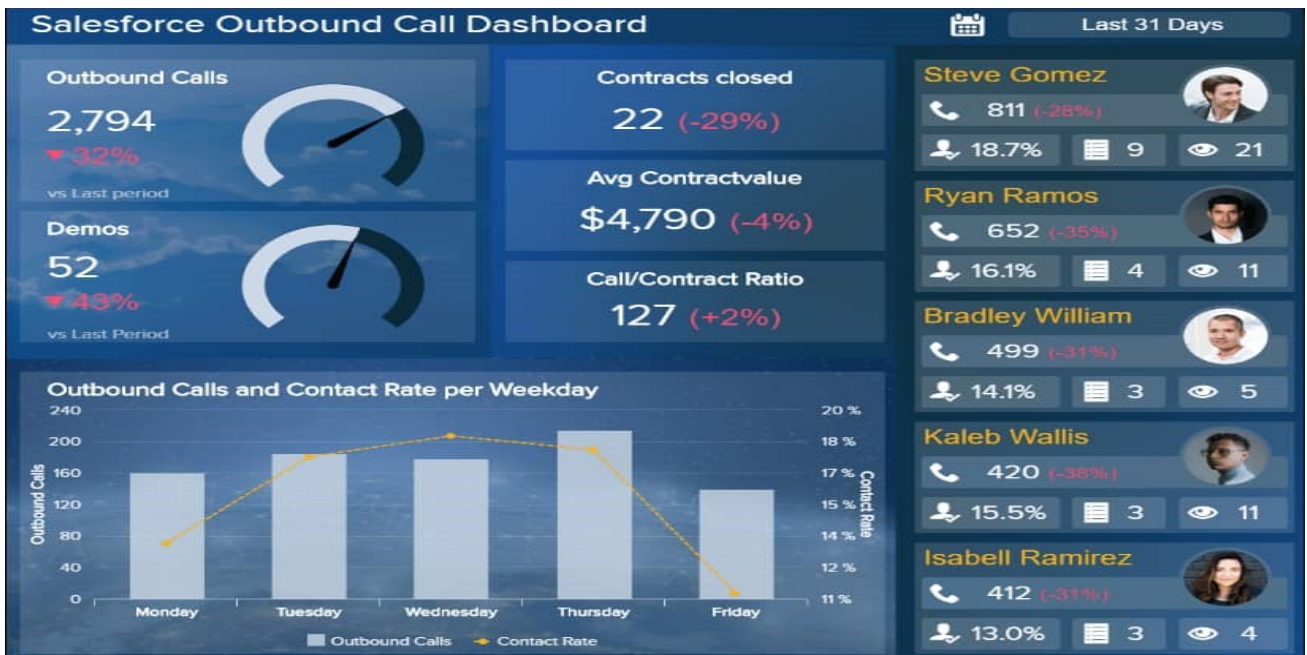 Salesforce Outbound Call Dashboard
Last 31 Days
Outbound Calls
2,794
▼32%
vs Last period
Demos
52
▼43%
vs Last Period
Contracts closed
22 (-29%)
Avg Contractvalue
$4,790 (-4%)
Call/Contract Ratio
127 (+2%)
Outbound Calls and Contact Rate per Weekday
Outbound Calls
240
200
160
120
80
40
0
20 %
18 %
17 %
15 %
14 %
12 %
11 %
Contact Rate
Monday Tuesday Wednesday Thursday Friday
Outbound Calls Contact Rate
Steve Gomez
811 (-28%)
18.7% 9 21
Ryan Ramos
652 (-35%)
16.1% 4 11
Bradley William
499 (-31%)
14.1% 3 5
Kaleb Wallis
420 (-38%)
15.5% 3 11
Isabell Ramirez
412 (-31%)
13.0% 3 4